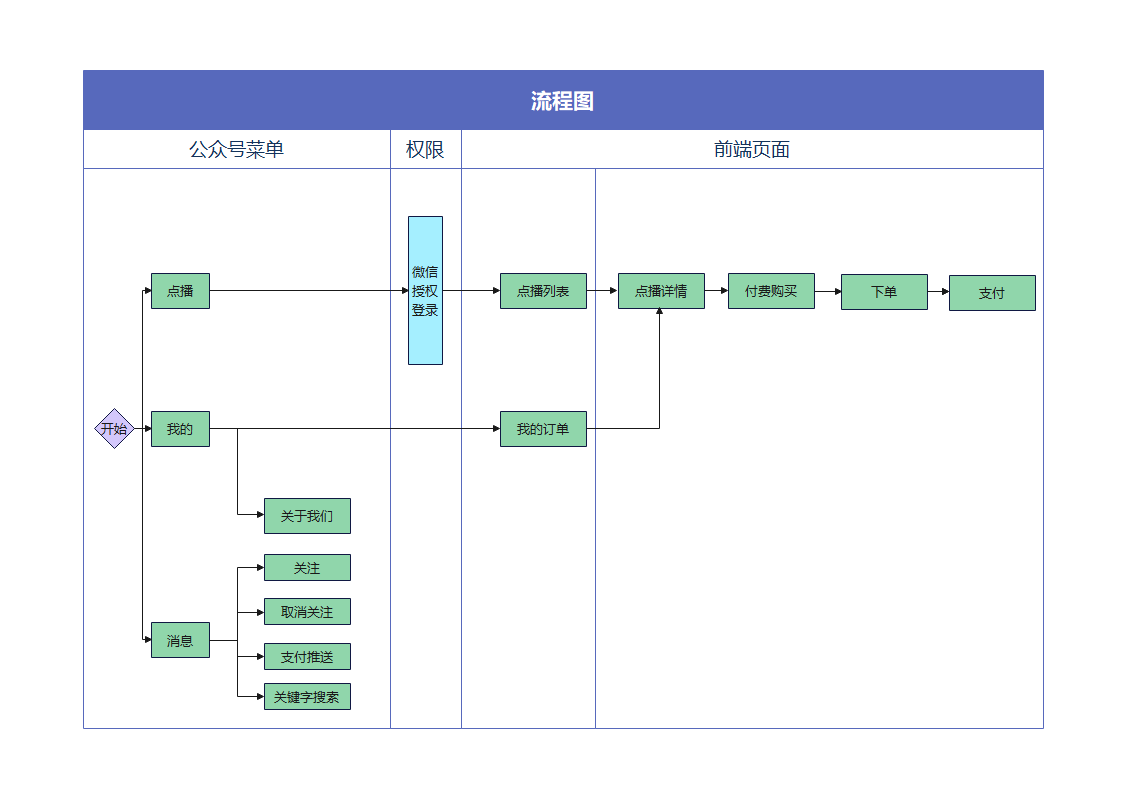 流程图
公众号菜单
权限
前端页面
微信
授权
登录
点播
点播列表
点播详情
付费购买
下单
支付
开始
我的
我的订单
关于我们
关注
取消关注
消息
支付推送
关键字搜索